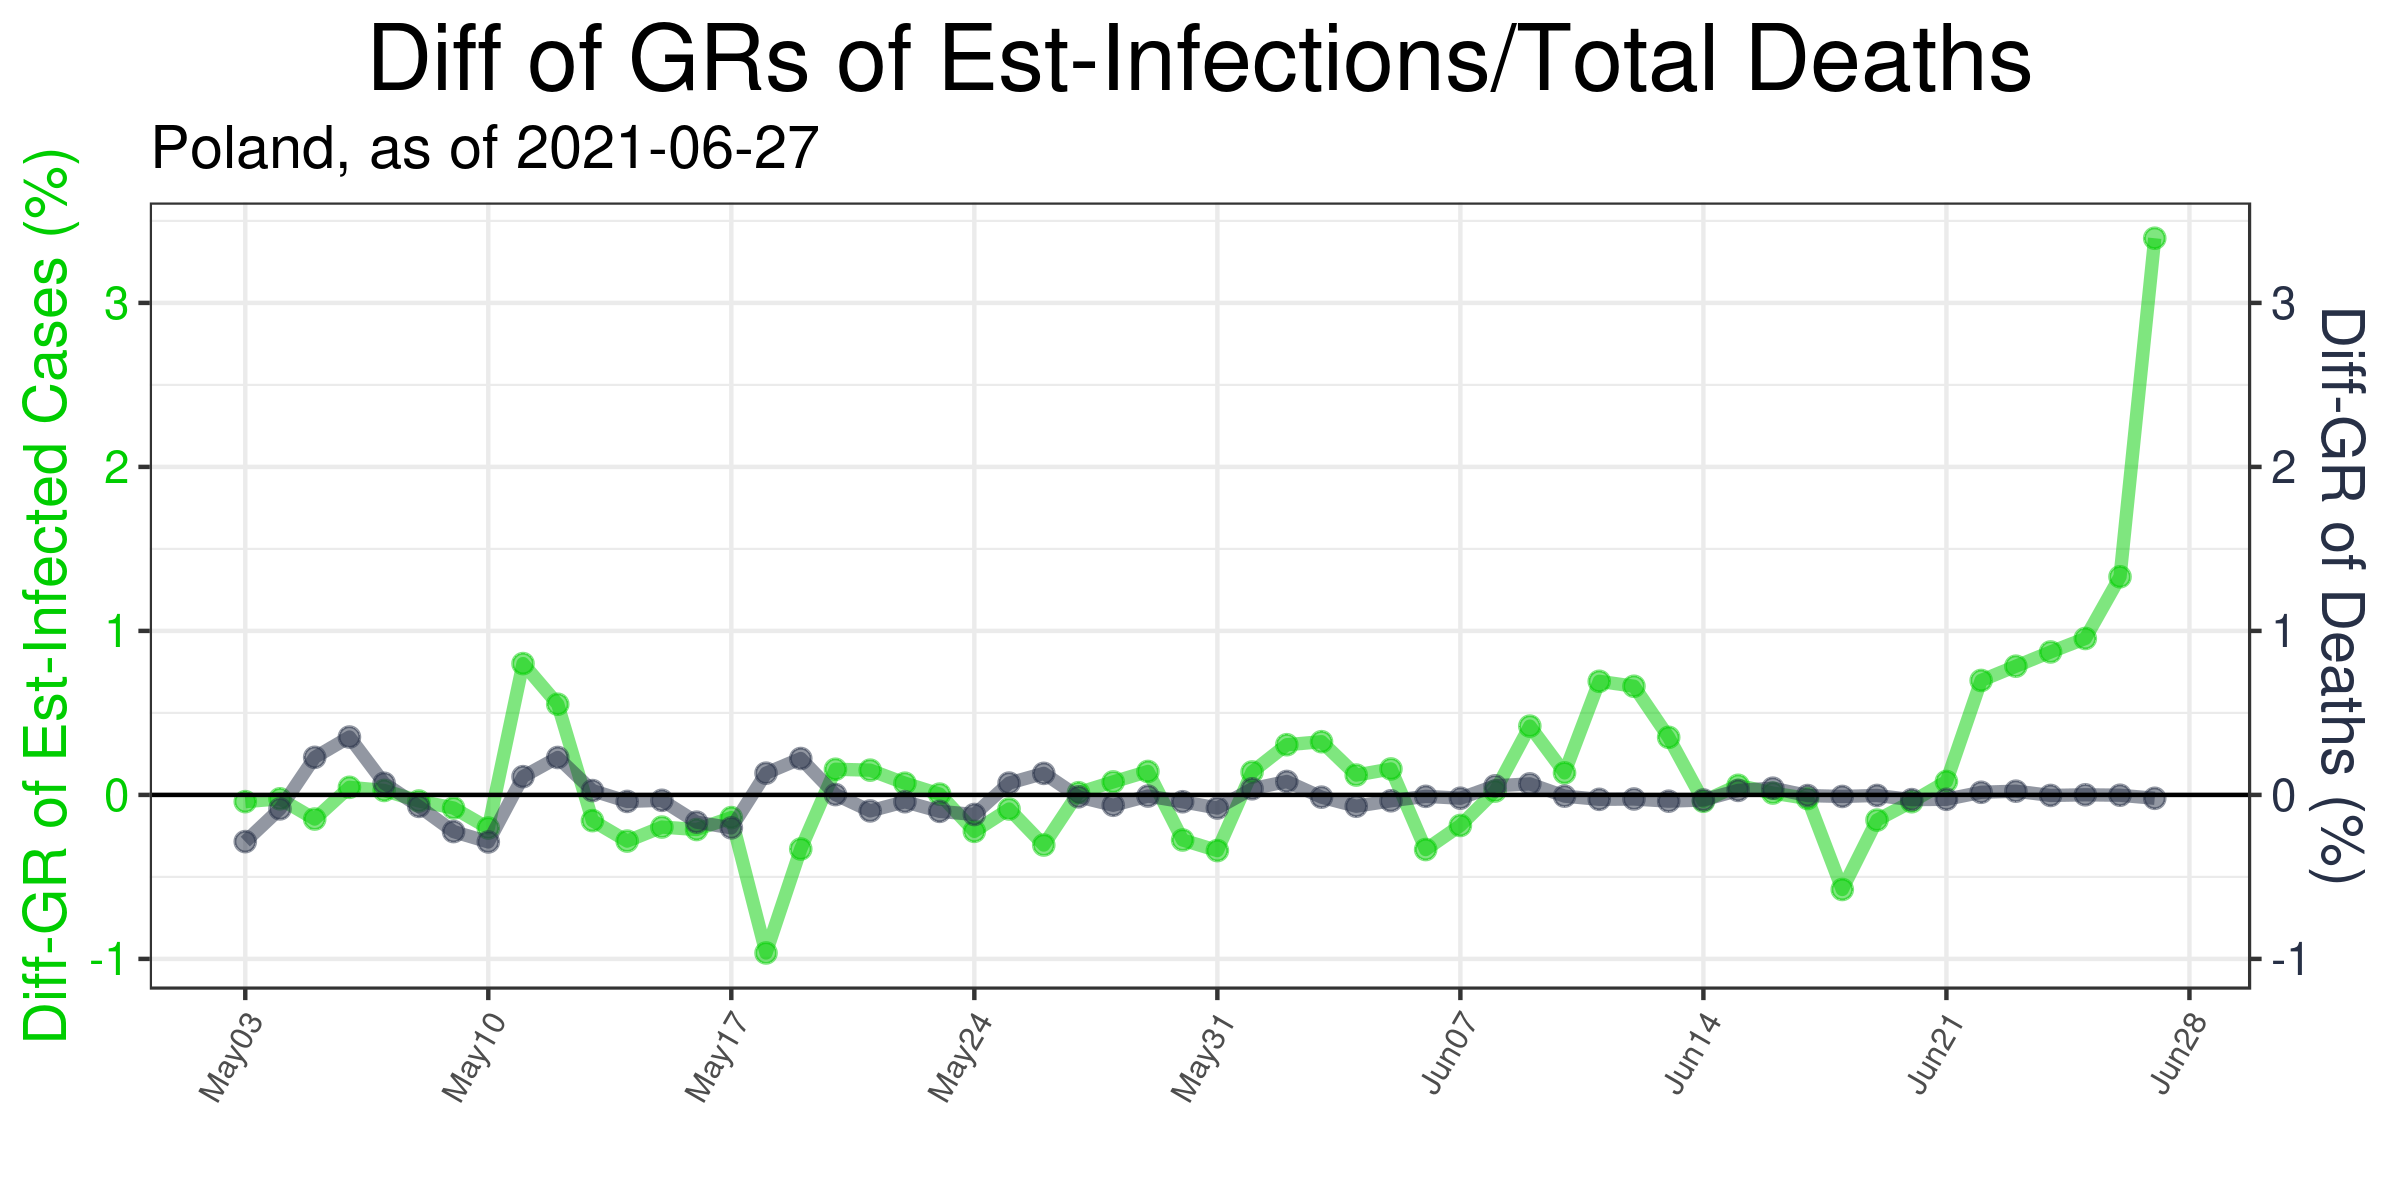 Diff of GRs of Est-Infections/Total Deaths
Poland, as of 2021-06-27
Diff-GR of Est-Infected Cases (%)
3
2
1
0
-1
3
2
1
0
-1
Diff-GR of Deaths (%)
May03
May10
May17
May24
May31
Jun07
Jun14
Jun21
Jun28